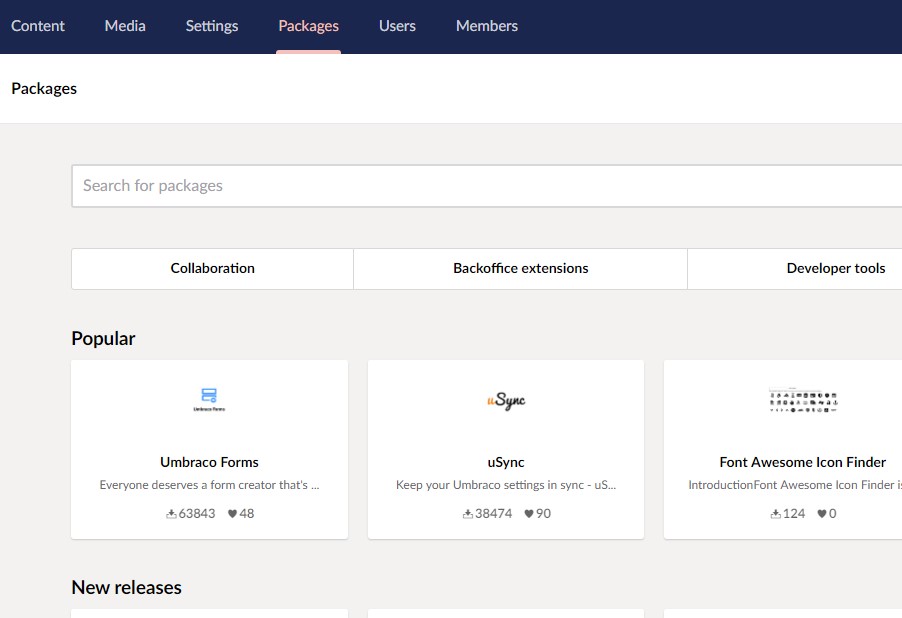 Content Media Settings Packages Users Members
Packages
Search for packages
Collaboration Backoffice extensions Developer tools
Popular
Umbraco Forms uSync
Umbraco Forms uSync Font Awesome Icon Finder
Everyone deserves a form creator that's ... Keep your Umbraco settings in sync - uS... IntroductionFont Awesome Icon Finder is
63843 48 38474 90 124 0
New releases